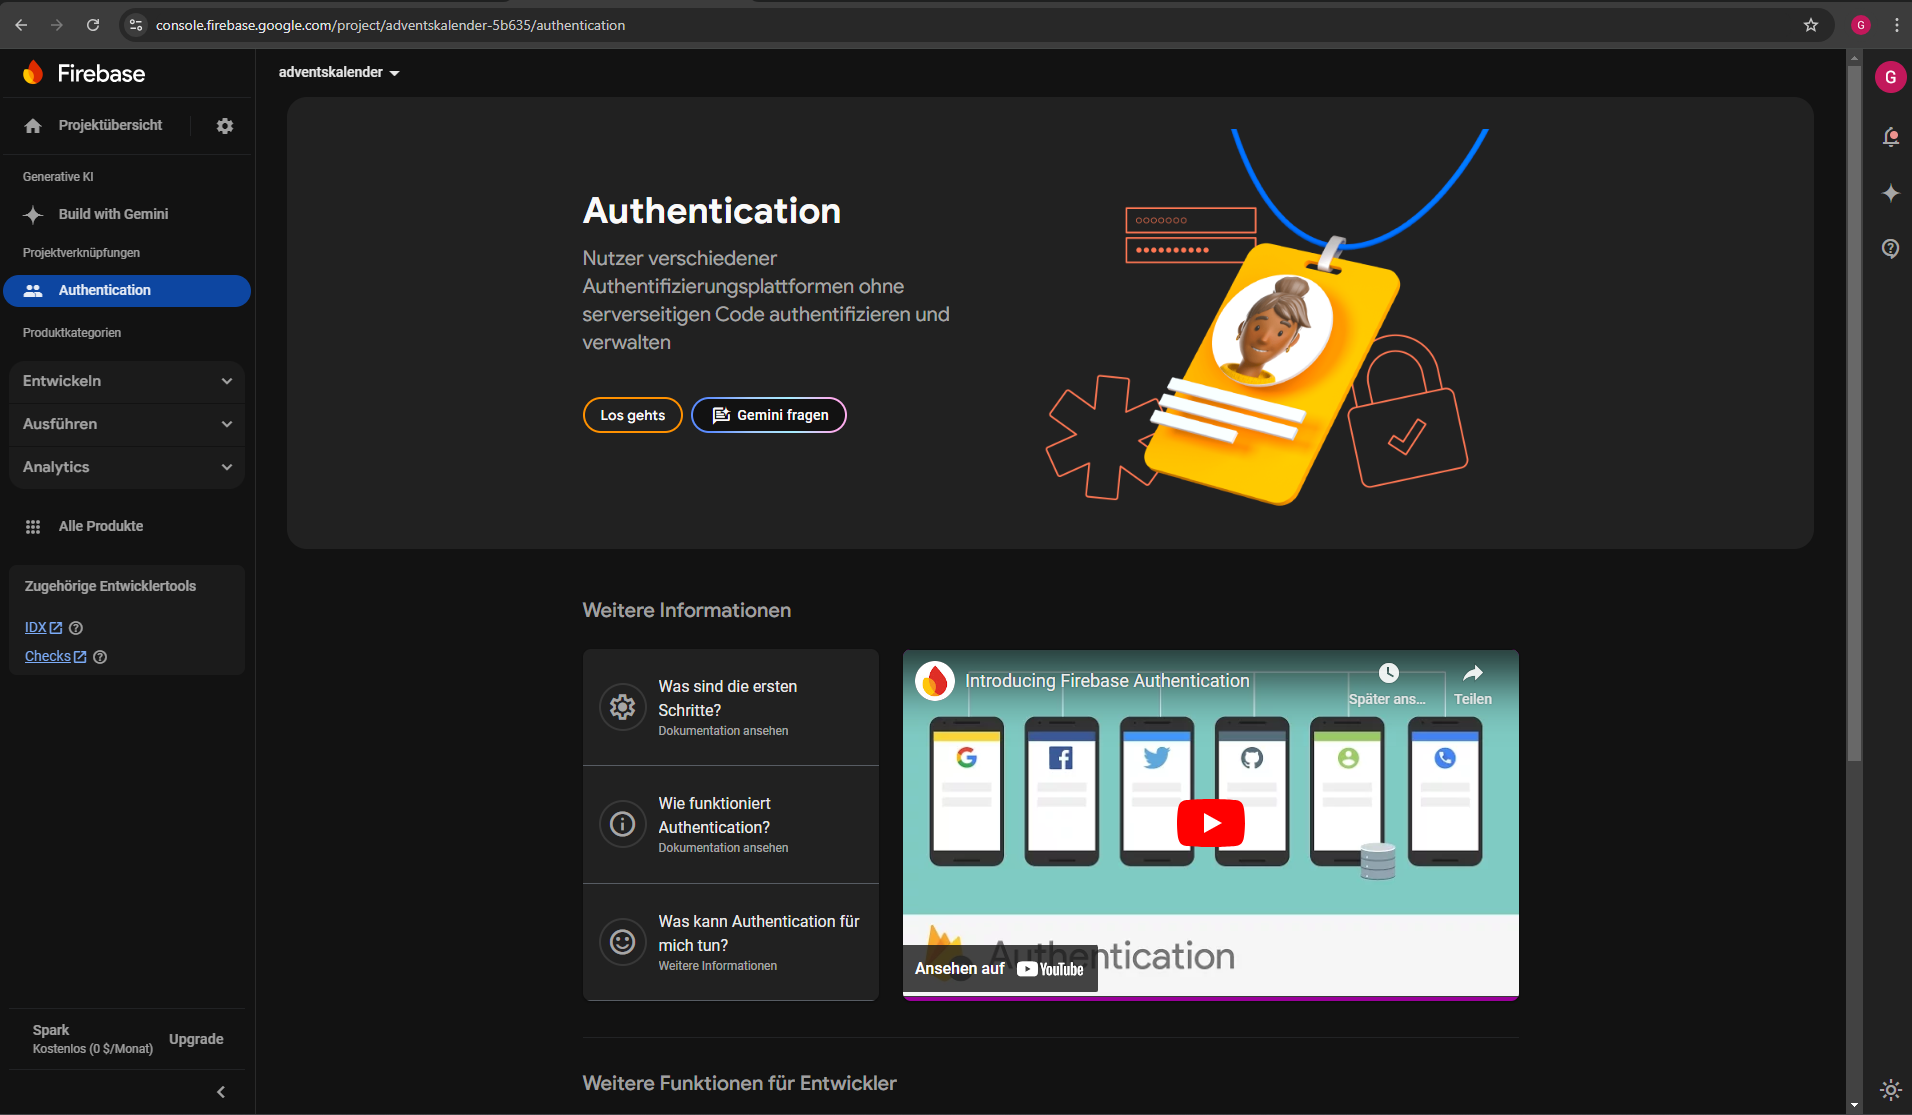 console.firebase.google.com/project/adventskalender-5b635/authentication
G
Firebase
adventskalender
G
Projektübersicht
Generative KI
Build with Gemini
Projektverknüpfungen
Authentication
Produktkategorien
Entwickeln
Ausführen
Analytics
Alle Produkte
Zugehörige Entwicklertools
IDX
Checks
Spark
Kostenlos (0 $/Monat)
Upgrade
Authentication
Nutzer verschiedener
Authentifizierungsplattformen ohne
serverseitigen Code authentifizieren und
verwalten
Los gehts
Gemini fragen
Weitere Informationen
Was sind die ersten
Schritte?
Dokumentation ansehen
Wie funktioniert
Authentication?
Dokumentation ansehen
Was kann Authentication für
mich tun?
Weitere Informationen
Introducing Firebase Authentication
Später ans...
Teilen
Authentication
Ansehen auf YouTube
Weitere Funktionen für Entwickler